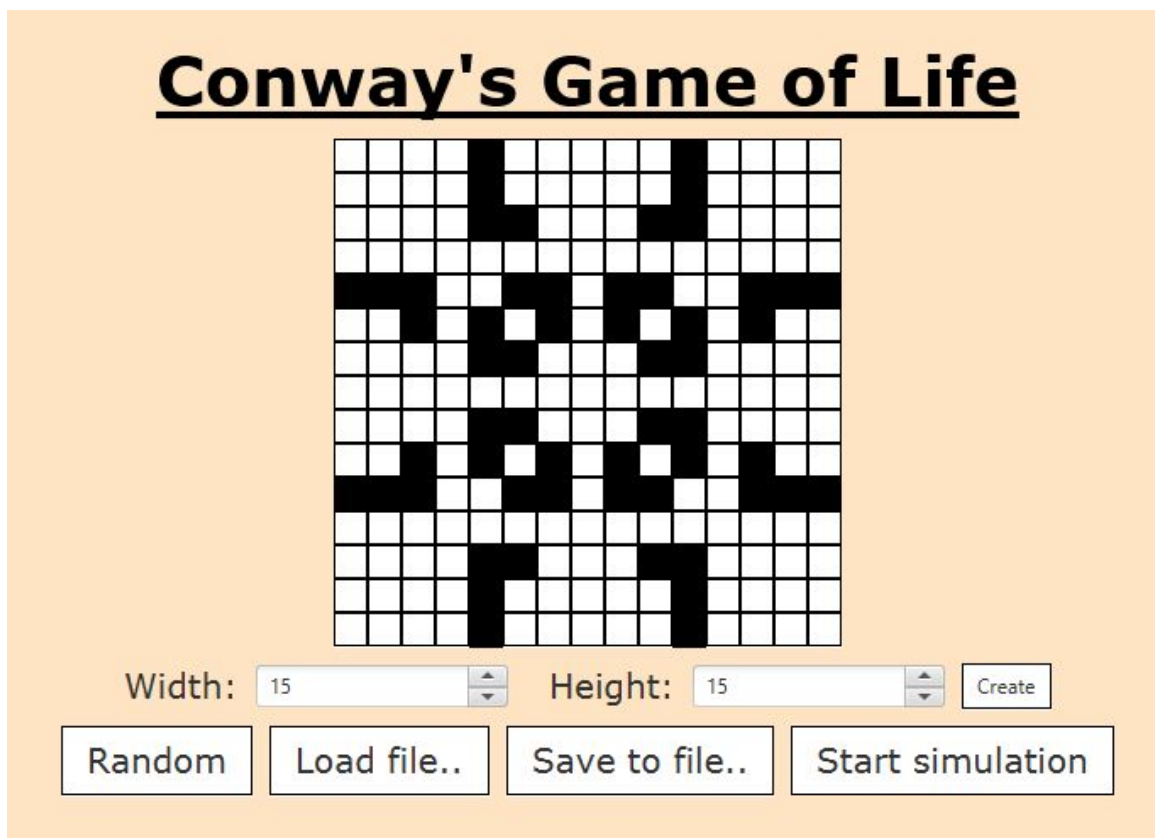 Conway's Game of Life
Width: 15 Height: 15 Create
Random Load file.. Save to file.. Start simulation